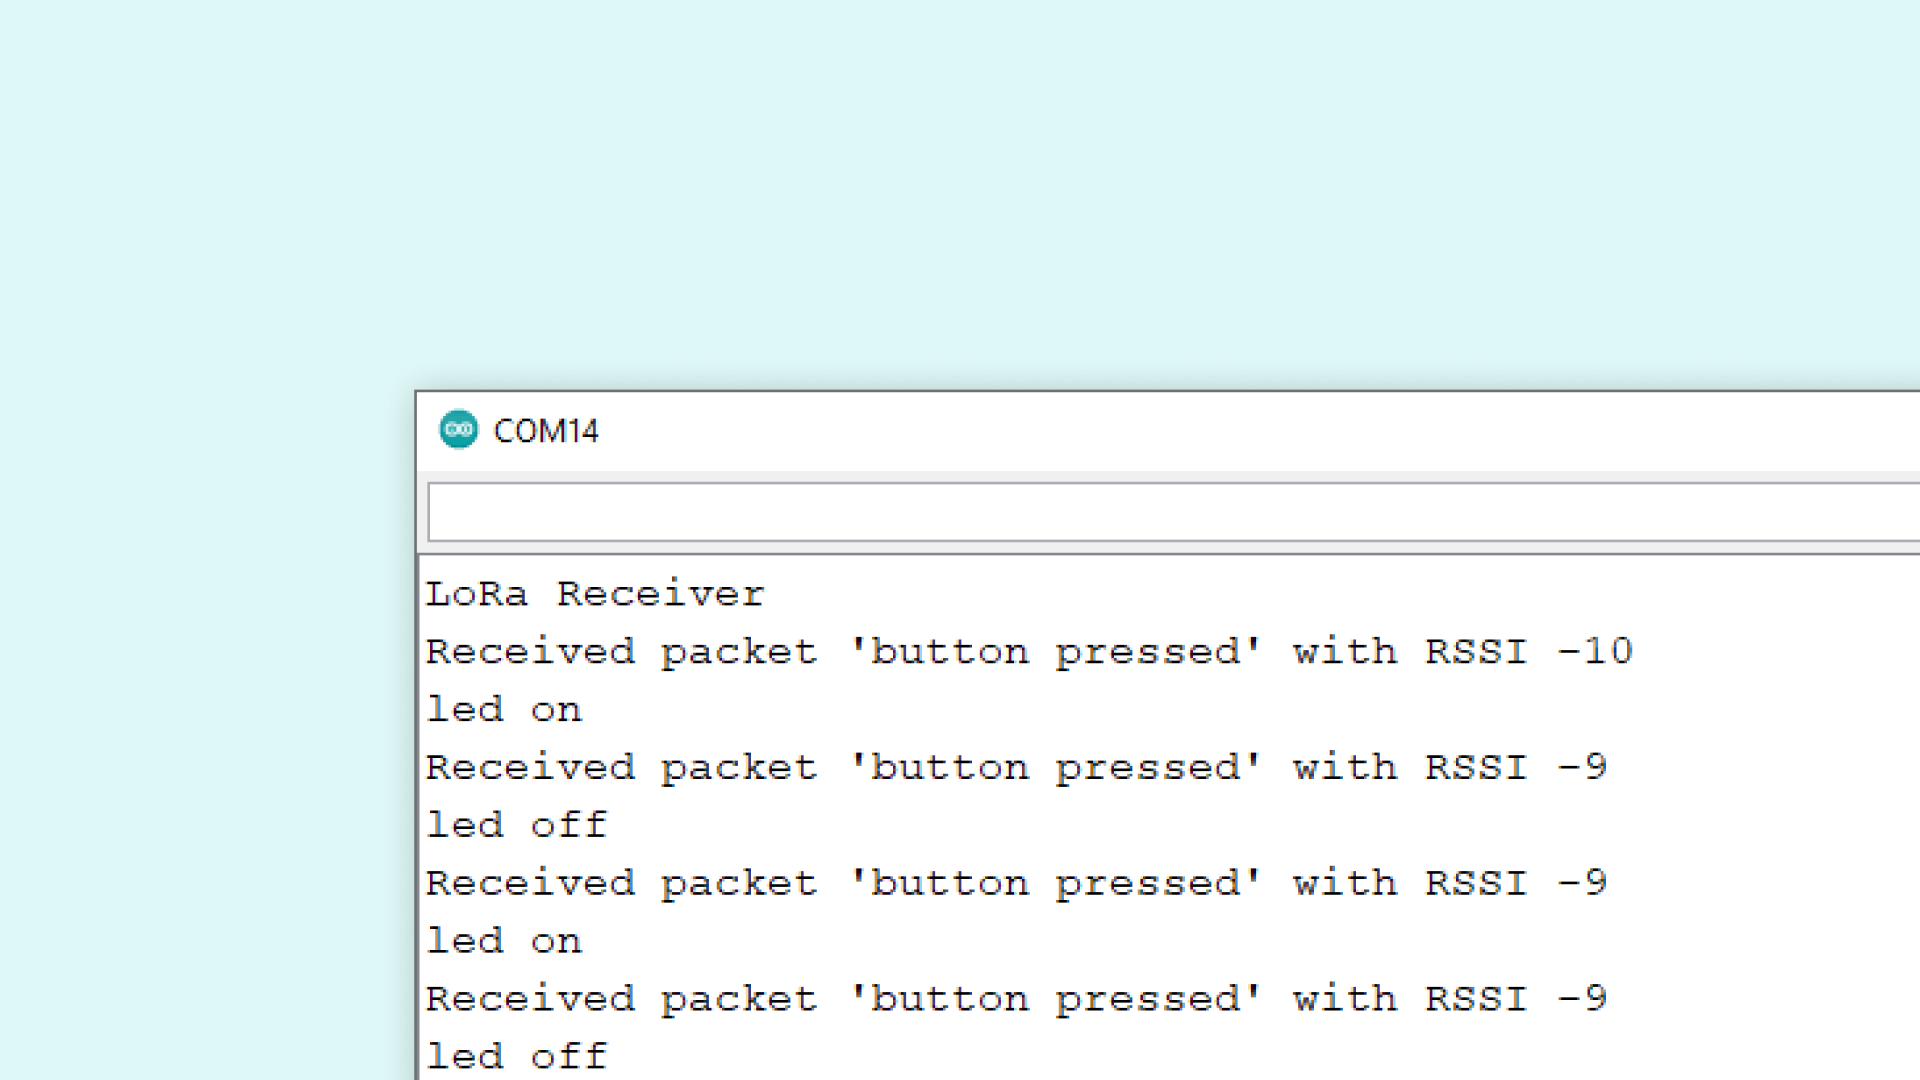 COM14
LoRa Receiver
Received packet 'button pressed' with RSSI -10
led on
Received packet 'button pressed' with RSSI -9
led off
Received packet 'button pressed' with RSSI -9
led on
Received packet 'button pressed' with RSSI -9
led off